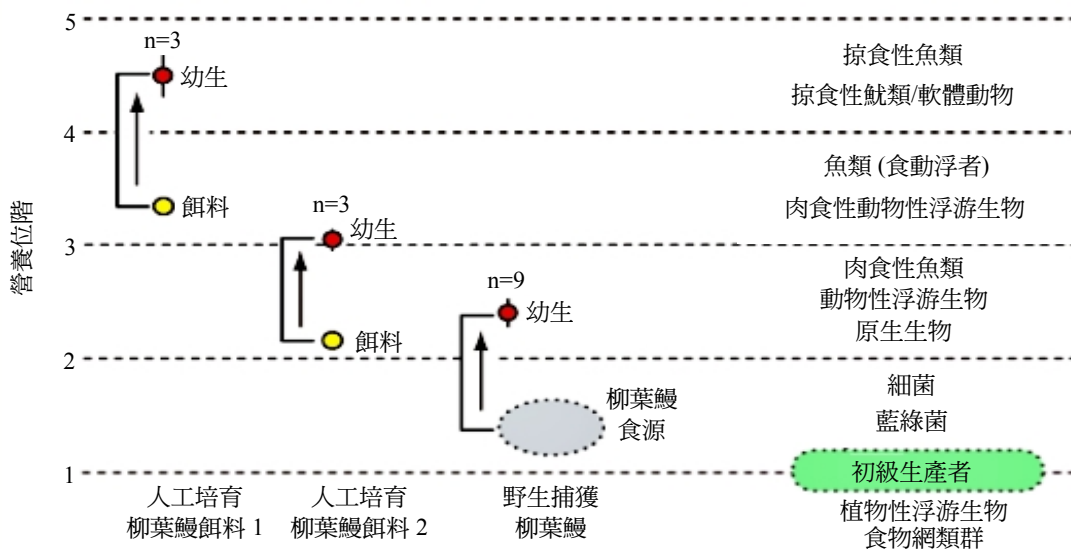 5
n=3
幼生
掠食性魚類
掠食性魷類/軟體動物
4
餌料
魚類 (食動浮者)
肉食性動物性浮游生物
n=3
幼生
3
營養位階
肉食性魚類
動物性浮游生物
原生生物
n=9
幼生
餌料
2
柳葉鰻
食源
細菌
藍綠菌
初級生產者
1
人工培育
柳葉鰻餌料 1
人工培育
柳葉鰻餌料 2
野生捕獲
柳葉鰻
植物性浮游生物
食物網類群